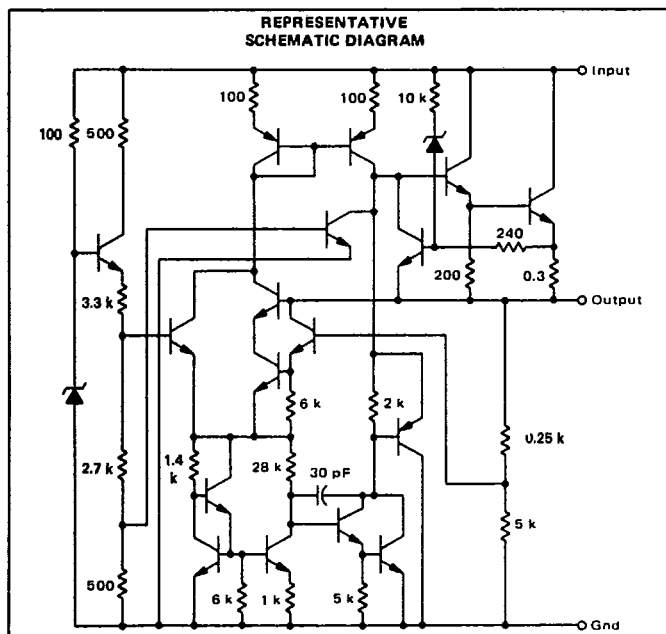 REPRESENTATIVE
SCHEMATIC DIAGRAM
Input
100
100
10 k
100
500
240
200
0.3
3.3 k
Output
6 k
2 k
0.25 k
1.4 k
28 k
30 pF
2.7 k
5 k
500
6 k
1 k
5 k
Gnd